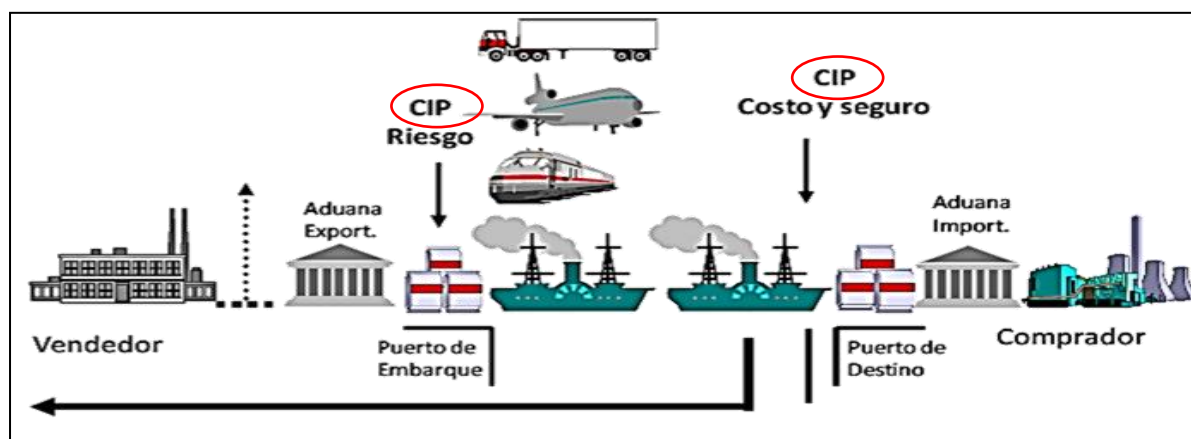 CIP
Riesgo
CIP
Costo y seguro
Aduana
Export.
Aduana
Import.
Vendedor
Puerto de
Embarque
Puerto de
Destino
Comprador